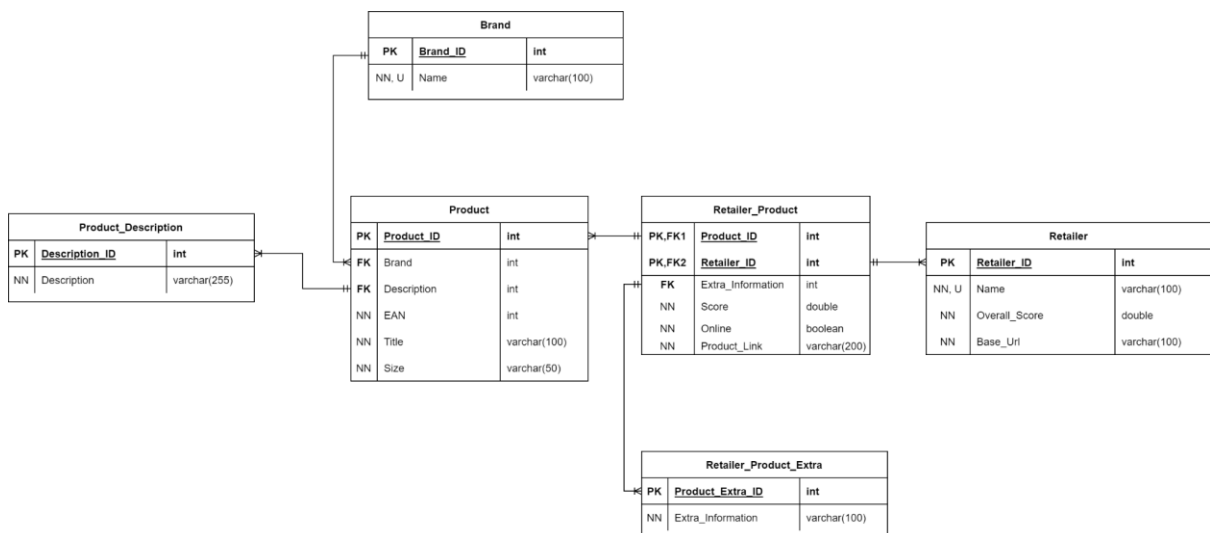 Brand
PK Brand_ID int
NN, U Name varchar(100)
Product_Description
PK Description_ID int
NN Description varchar(255)
Product
PK Product_ID int
FK Brand int
FK Description int
NN EAN int
NN Title varchar(100)
NN Size varchar(50)
Retailer_Product
PK,FK1 Product_ID int
PK,FK2 Retailer_ID int
FK Extra_Information int
NN Score double
NN Online boolean
NN Product_Link varchar(200)
Retailer
PK Retailer_ID int
NN, U Name varchar(100)
NN Overall_Score double
NN Base_Url varchar(100)
Retailer_Product_Extra
PK Product_Extra_ID int
NN Extra_Information varchar(100)